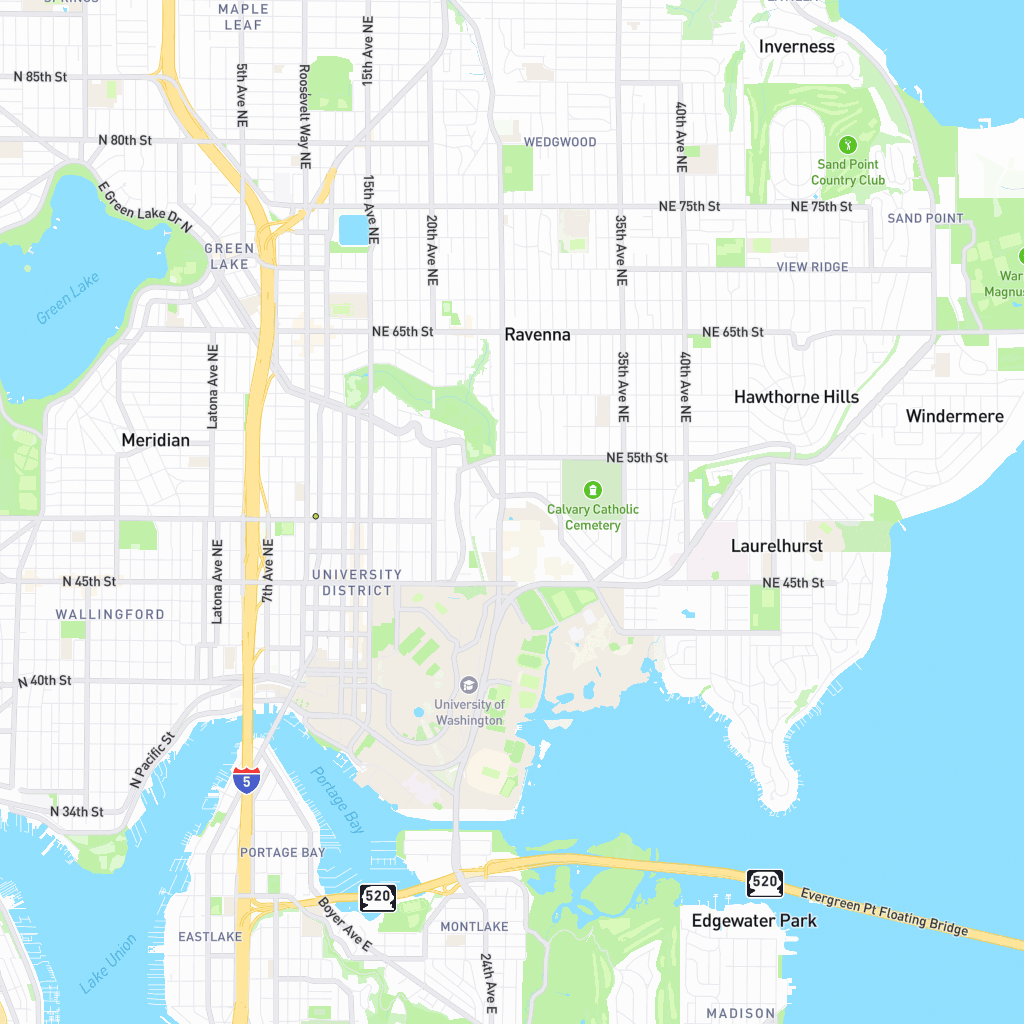 MAPLE
LEAF
15th Ave NE
Inverness
N 85th St
5th Ave NE
Roosevelt Way NE
40th Ave NE
N 80th St
WEDGWOOD
Sand Point
Country Club
E Green Lake Dr N
15th Ave NE
20th Ave NE
35th Ave NE
NE 75th St
NE 75th St
SAND POINT
GREEN
LAKE
VIEW RIDGE
Green Lake
War
Magnus
NE 65th St
Ravenna
NE 65th St
Latona Ave NE
35th Ave NE
40th Ave NE
Hawthorne Hills
Windermere
Meridian
NE 55th St
Calvary Catholic
Cemetery
Latona Ave NE
7th Ave NE
Laurelhurst
N 45th St
UNIVERSITY
DISTRICT
NE 45th St
WALLINGFORD
N 40th St
University of
Washington
N Pacific St
5
Portage Bay
N 34th St
PORTAGE BAY
520
520
Evergreen Pt Floating Bridge
Boyer Ave E
EASTLAKE
MONTLAKE
Edgewater Park
Lake Union
24th Ave E
MADISON